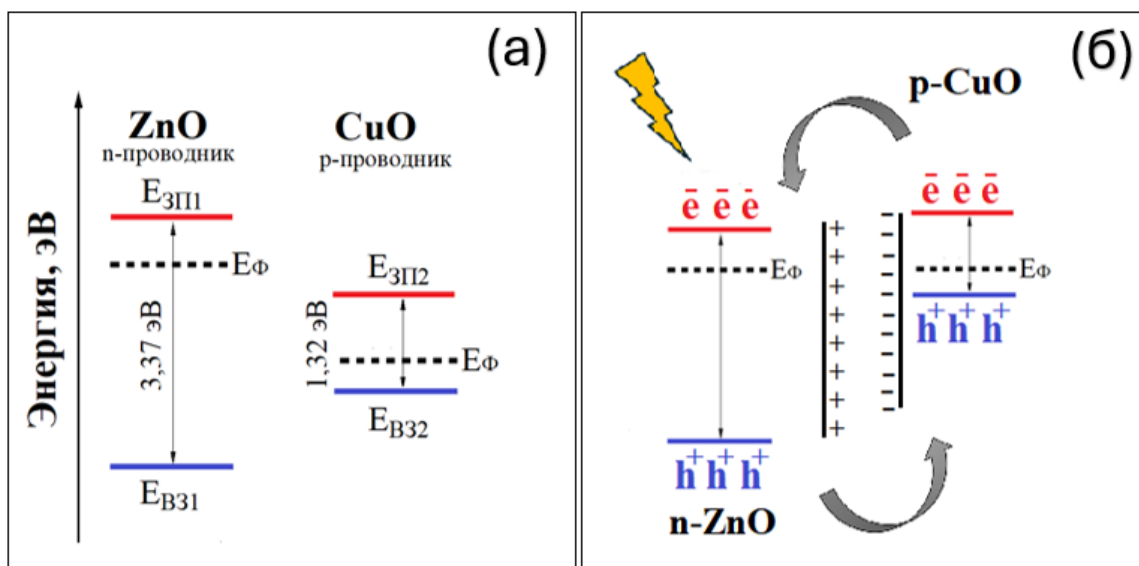 (а)
Энергия, эВ
ZnO
n-проводник
CuO
p-проводник
EЗП1
EФ
3,37 эВ
EВЗ1
EЗП2
1,32 эВ
EФ
EВЗ2
(б)
p-CuO
ē ē ē
ē ē ē
+
+
+
+
+
+
+
+
-
-
-
-
-
-
-
-
-
-
-
EФ
h⁺ h⁺ h⁺
h⁺ h⁺ h⁺
n-ZnO